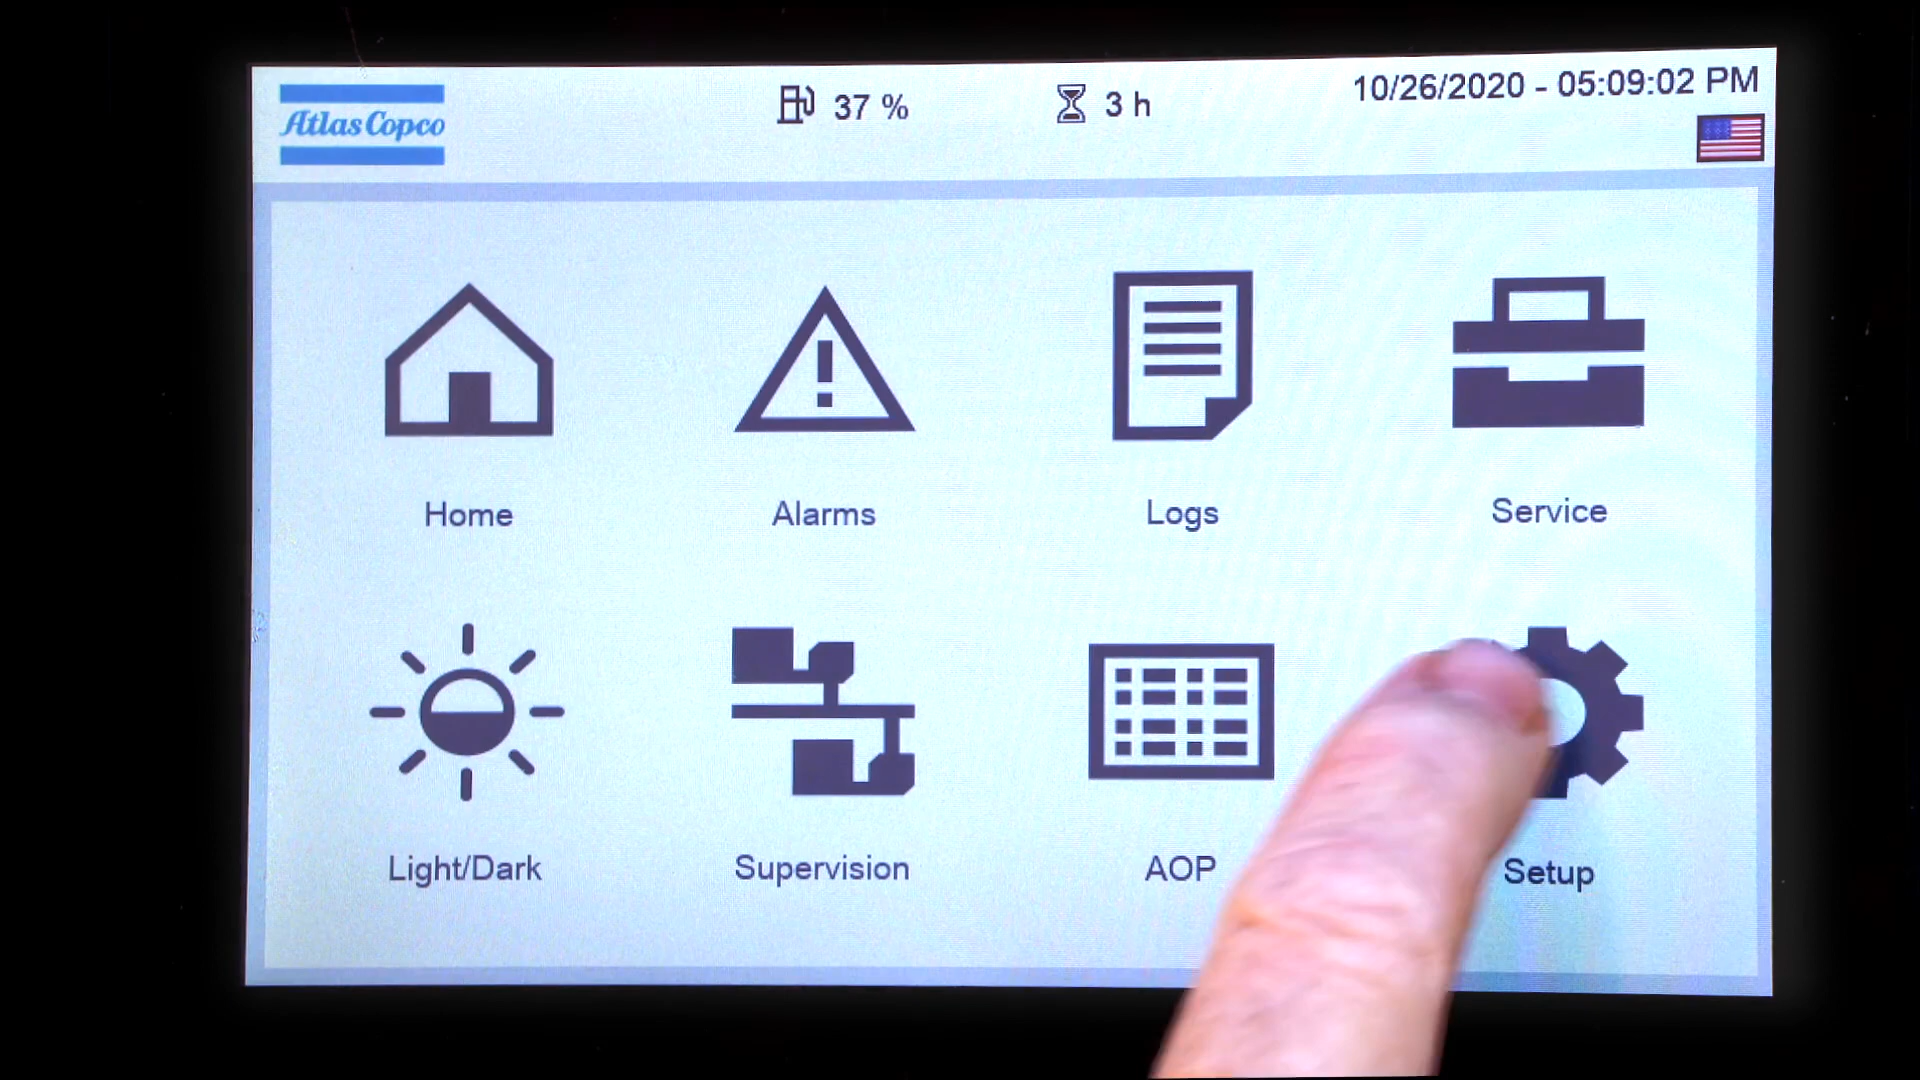 Atlas Copco
37 %
3 h
10/26/2020 - 05:09:02 PM
Home
Alarms
Logs
Service
Light/Dark
Supervision
AOP
Setup